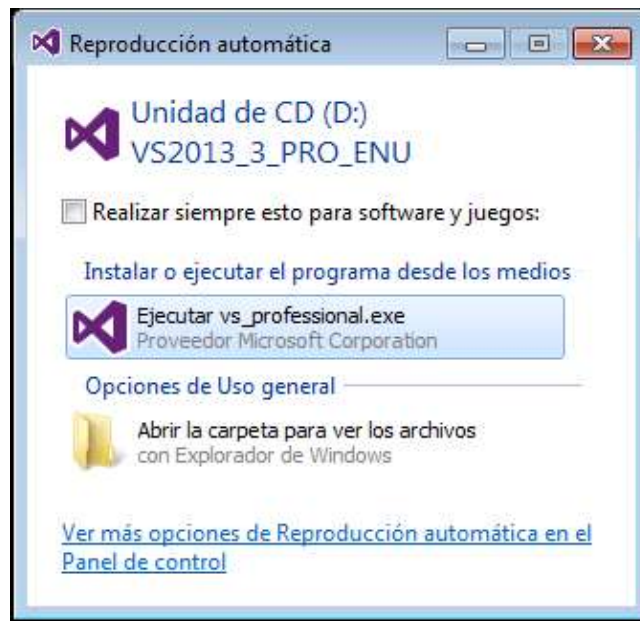 Reproducción automática
Unidad de CD (D:)
VS2013_3_PRO_ENU
Realizar siempre esto para software y juegos:
Instalar o ejecutar el programa desde los medios
Ejecutar vs_professional.exe
Proveedor Microsoft Corporation
Opciones de Uso general
Abrir la carpeta para ver los archivos
con Explorador de Windows
Ver más opciones de Reproducción automática en el
Panel de control